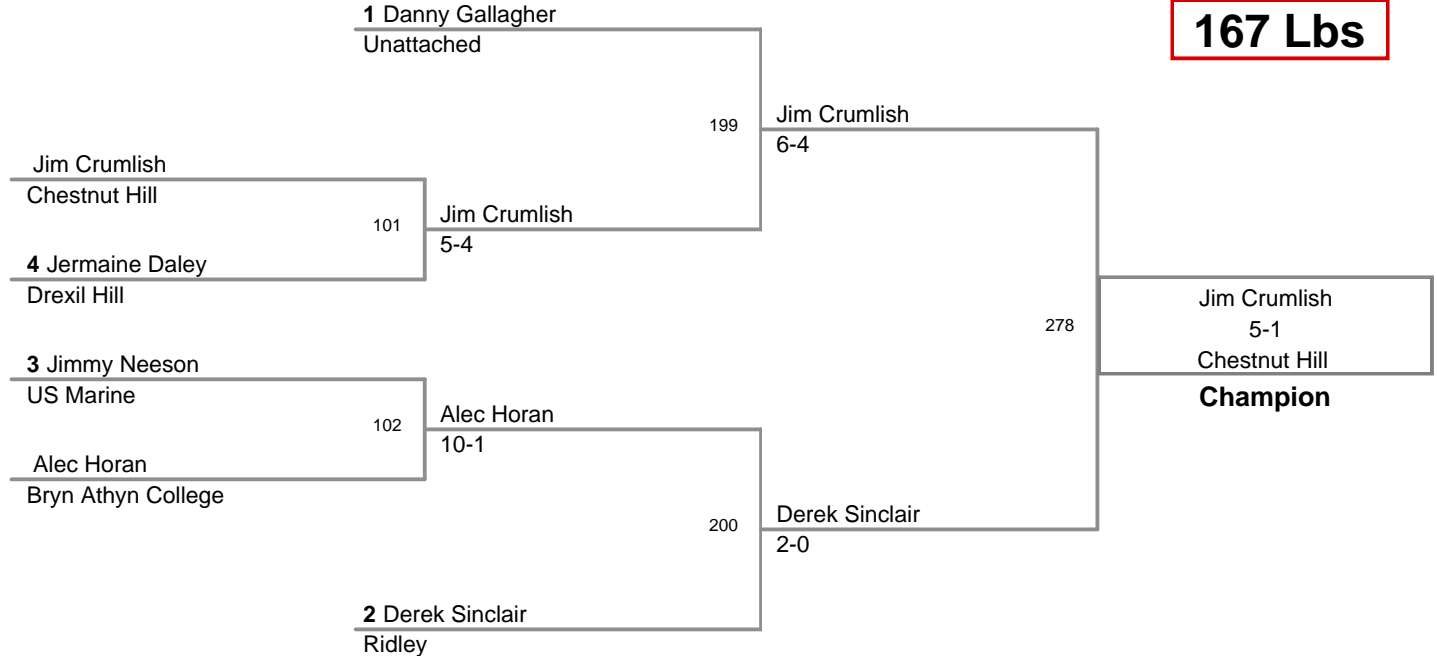 1 Danny Gallagher
Unattached
167 Lbs
199
Jim Crumlish
6-4
Jim Crumlish
Chestnut Hill
101
Jim Crumlish
5-4
4 Jermaine Daley
Drexil Hill
278
Jim Crumlish
5-1
Chestnut Hill
Champion
3 Jimmy Neeson
US Marine
102
Alec Horan
10-1
Alec Horan
Bryn Athyn College
200
Derek Sinclair
2-0
2 Derek Sinclair
Ridley